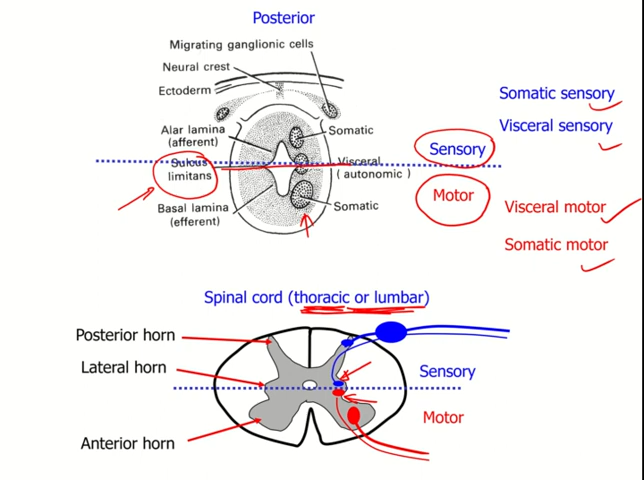 Posterior
Migrating ganglionic cells
Neural crest
Ectoderm
Alar lamina
(afferent)
Somatic
Sulcus
limitans
Visceral
(autonomic)
Basal lamina
(efferent)
Somatic
Sensory
Motor
Somatic sensory
Visceral sensory
Visceral motor
Somatic motor
Spinal cord (thoracic or lumbar)
Posterior horn
Lateral horn
Anterior horn
Sensory
Motor